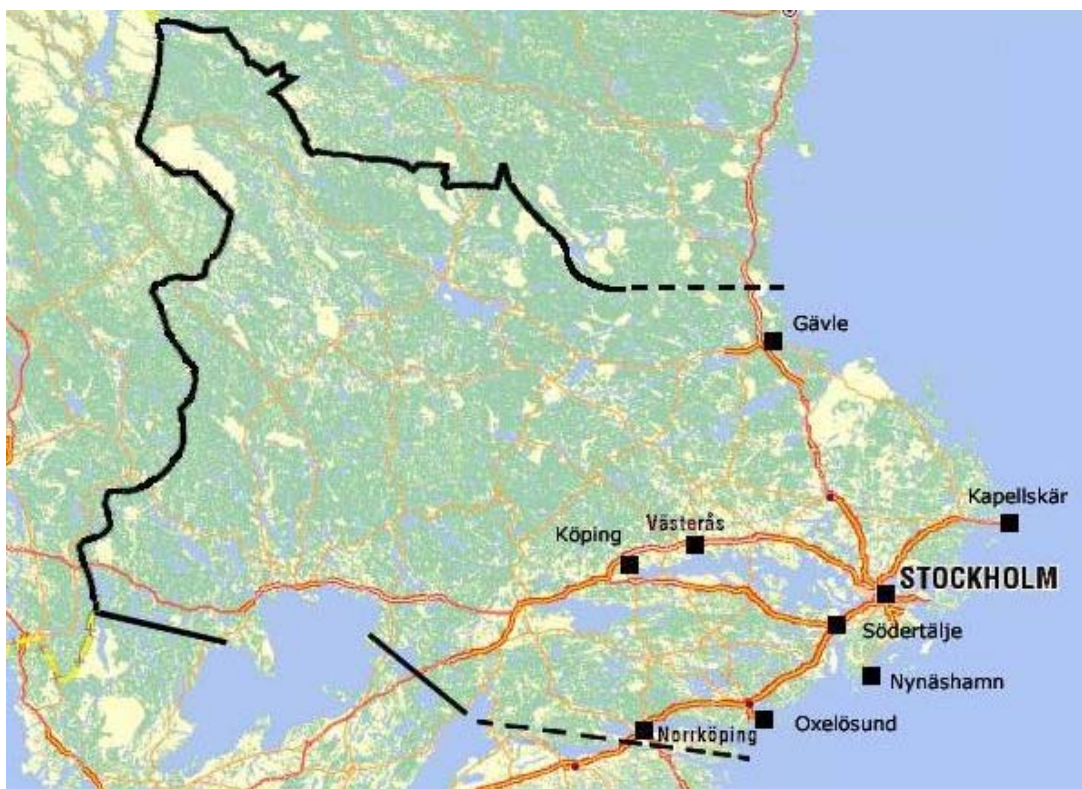 Gävle
Kapellskär
Västerås
Köping
STOCKHOLM
Södertälje
Nynäshamn
Oxelösund
Norrköping